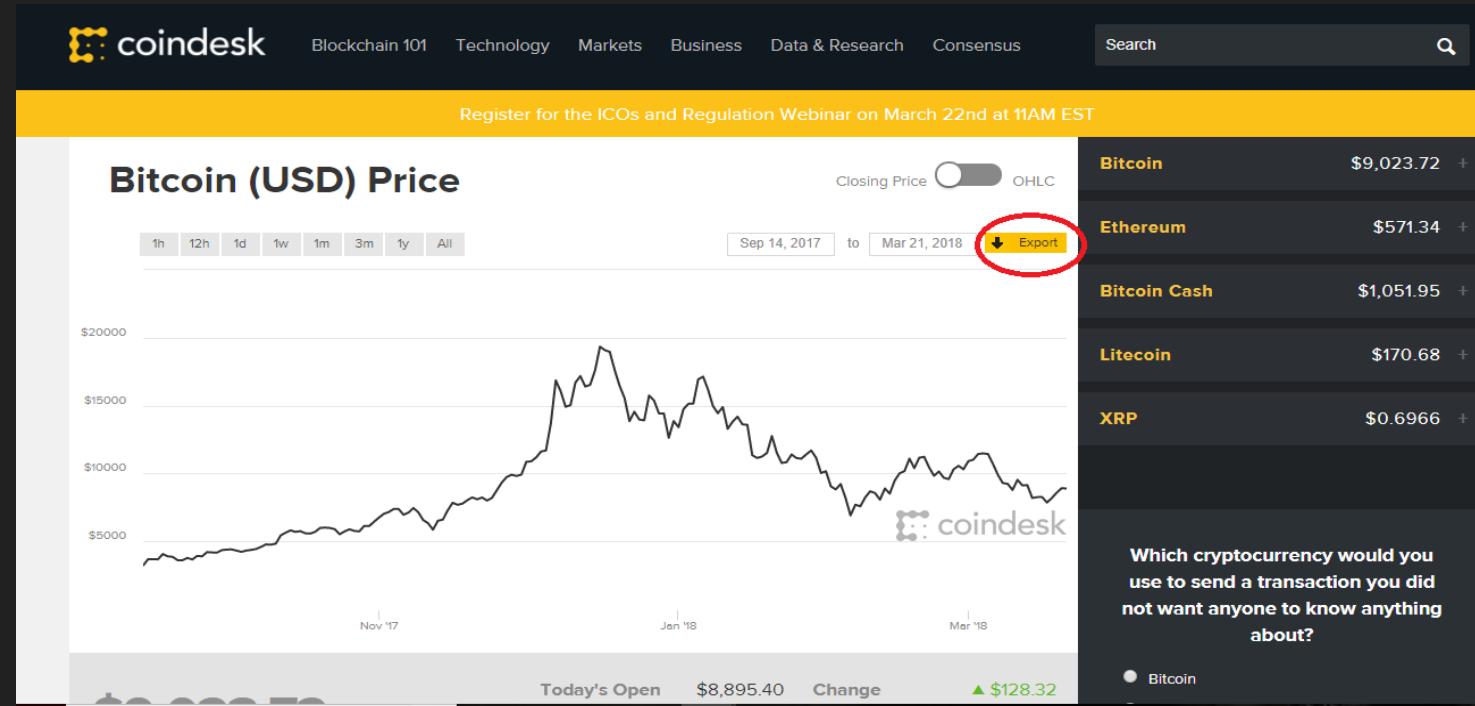 coindesk
Blockchain 101 Technology Markets Business Data & Research Consensus
Search
Register for the ICOs and Regulation Webinar on March 22nd at 11AM EST
Bitcoin (USD) Price
Closing Price OHLC
1h 12h 1d 1w 1m 3m 1y All
Sep 14, 2017 to Mar 21, 2018 Export
$20000
$15000
$10000
$5000
coindesk
Nov '17 Jan '18 Mar '18
Today's Open $8,895.40 Change ▲ $128.32
Bitcoin $9,023.72 +
Ethereum $571.34 +
Bitcoin Cash $1,051.95 +
Litecoin $170.68 +
XRP $0.6966 +
Which cryptocurrency would you
use to send a transaction you did
not want anyone to know anything
about?
Bitcoin